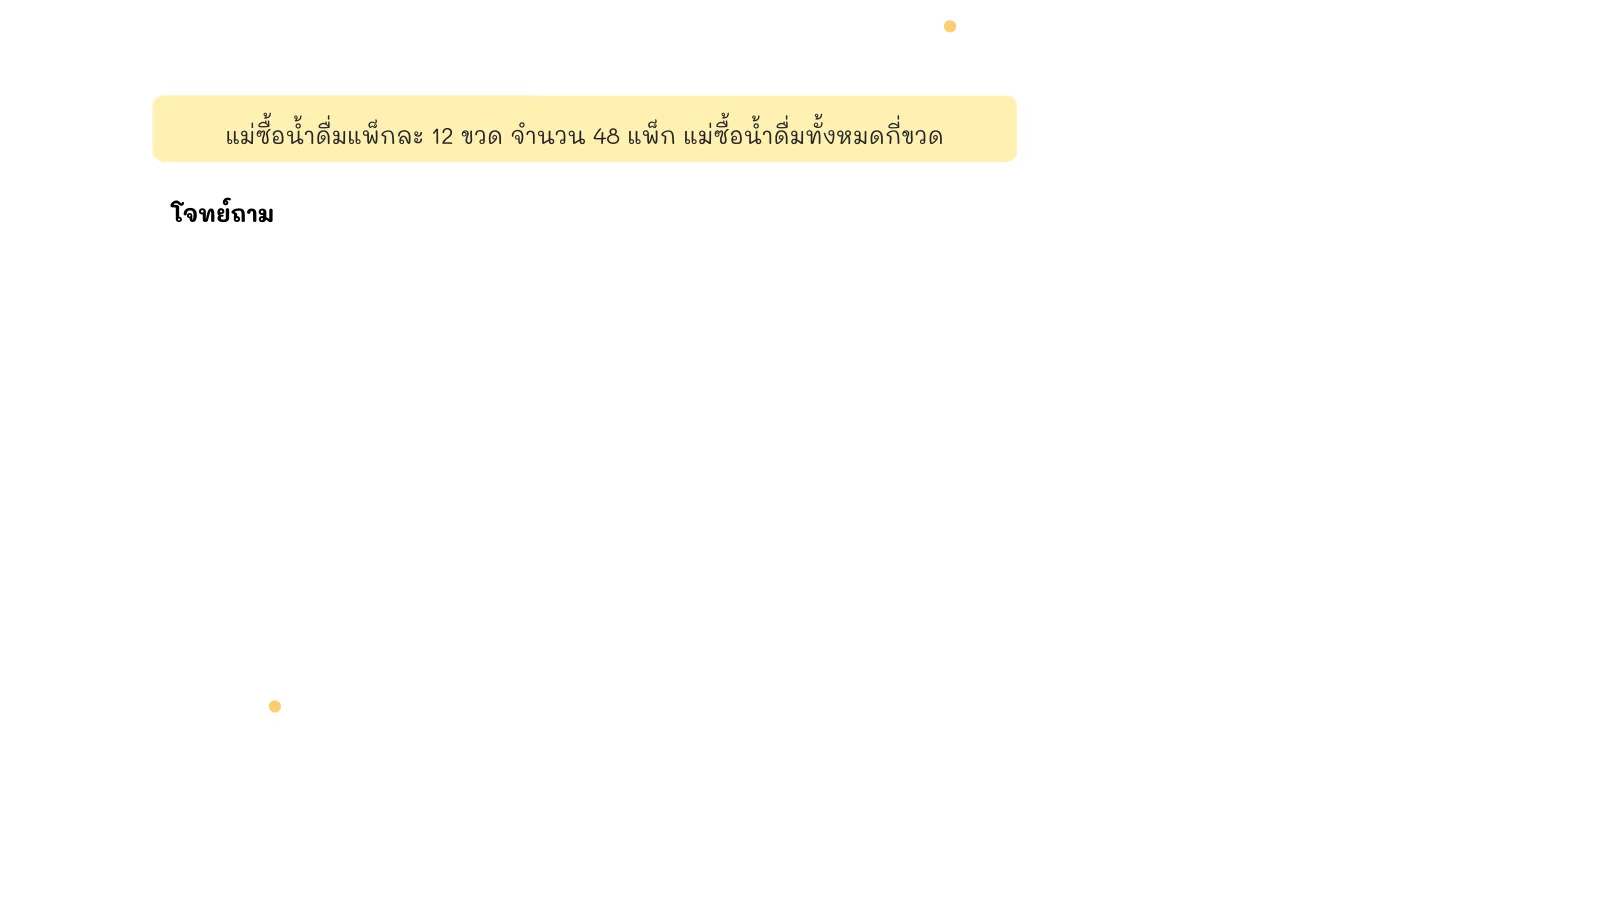 แม่ซื้อน้ำดื่มแพ็กละ 12 ขวด จำนวน 48 แพ็ก แม่ซื้อน้ำดื่มทั้งหมดกี่ขวด
โจทย์ถาม